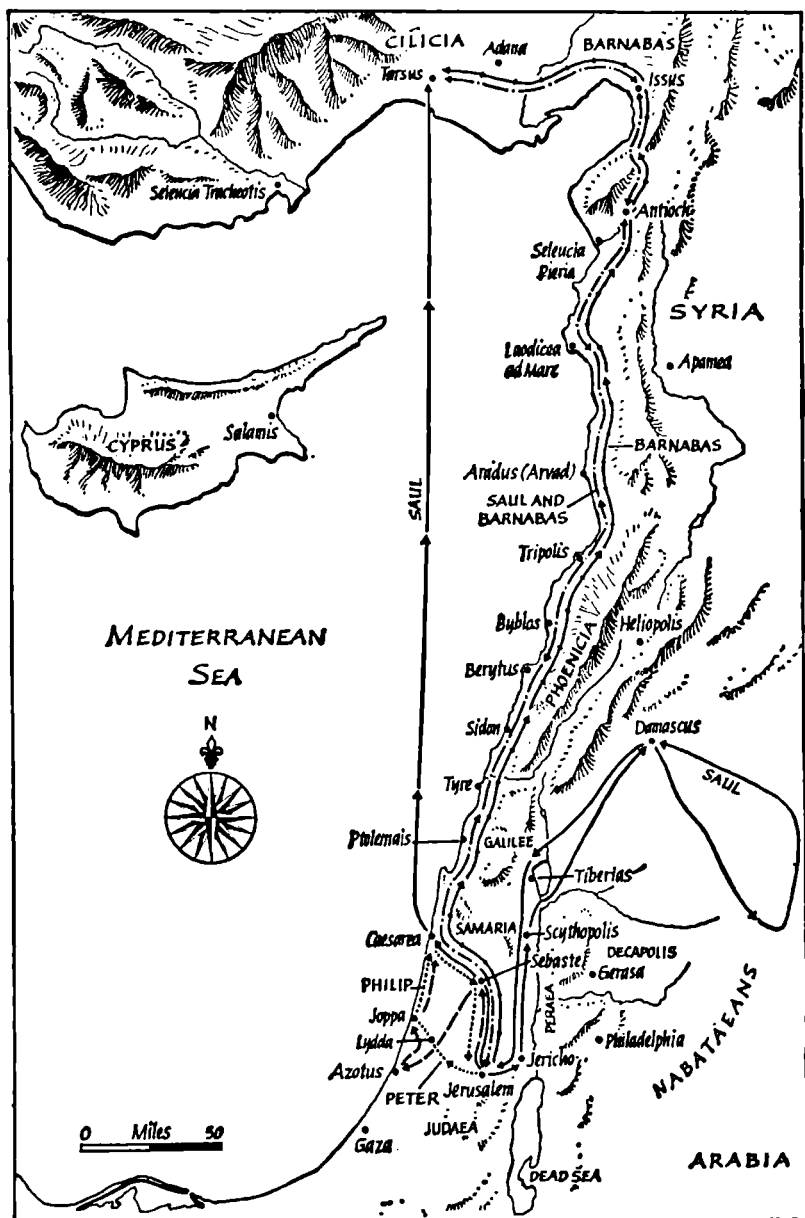 CILICIA
Adana
BARNABAS
Tarsus
Issus
Seleucia Tracheotis
Antioch
Seleucia
Pieria
SYRIA
Laodicea
ad Mare
Apamea
CYPRUS
Salamis
BARNABAS
Aradus (Arvad)
SAUL AND
BARNABAS
SAUL
Tripolis
Byblas
Heliopolis
PHOENICIA
MEDITERRANEAN
SEA
Berytus
N
Sidon
Damascus
SAUL
Tyre
Ptolemais
GALILEE
Tiberias
Caesarea
SAMARIA
Scythopolis
Sebaste
DECAPOLIS
Gerasa
PHILIP
PERAEA
Joppa
Lydda
Philadelphia
NABATAEANS
Azotus
Jericho
PETER
Jerusalem
JUDAEA
0 Miles 50
Gaza
DEAD SEA
ARABIA